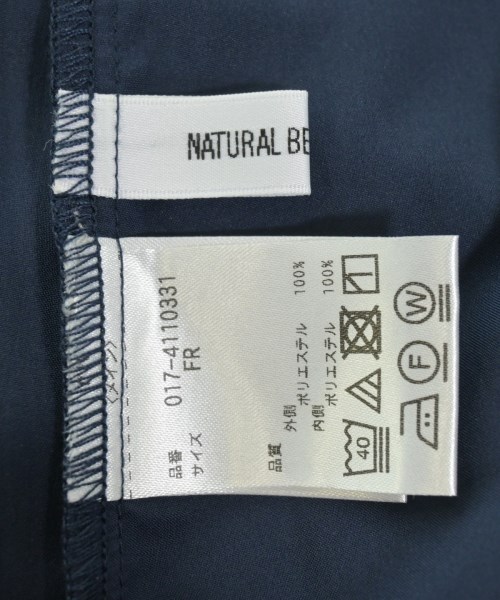 NATURAL BE
〈メイン〉
品番 017-4110331
サイズ FR
品質
外側 ポリエステル 100%
内側 ポリエステル 100%
40
W
F